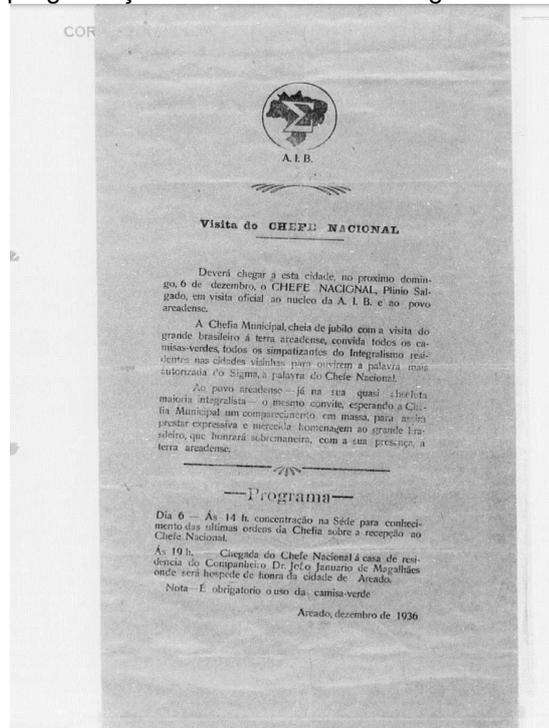 COR
Σ
A. I. B.
Visita do CHEFE NACIONAL
Deverá chegar a esta cidade, no proximo domin-
go, 6 de dezembro, o CHEFE NACIONAL, Plinio Sal-
gado, em visita oficial ao nucleo da A. I. B. e ao povo
areadense.
A Chefia Municipal, cheia de jubilo com a visita do
grande brasileiro á terra areadense, convida todos os ca-
misas-verdes, todos os simpatizantes do Integralismo resi-
dentes nas cidades visinhas para ouvirem a palavra mais
autorizada do Sigma, a palavra do Chefe Nacional.
Ao povo areadense — já na sua quasi absoluta
maioria integralista — o mesmo convite, esperando a Che-
fia Municipal um comparecimento, em massa, para assim
prestar expressiva e merecida homenagem ao grande bra-
sileiro, que honrará sobremaneira, com a sua presença, a
terra areadense.
—Programa—
Dia 6 — Ás 14 h. concentração na Séde para conheci-
mento das ultimas ordens da Chefia sobre a recepção ao
Chefe Nacional.
Ás 19 h. — Chegada do Chefe Nacional á casa de resi-
dencia do Companheiro Dr. João Januario de Magalhães
onde será hospede de honra da cidade de Areado.
Nota — É obrigatorio o uso da camisa-verde
Areado, dezembro de 1936